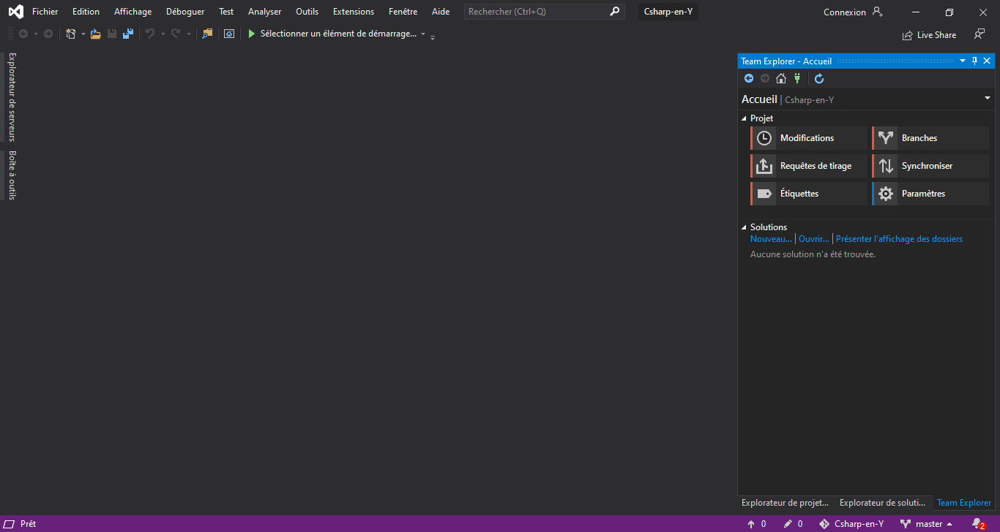 Fichier Edition Affichage Déboguer Test Analyser Outils Extensions Fenêtre Aide Rechercher (Ctrl+Q) Csharp-en-Y Connexion
Sélectionner un élément de démarrage... Live Share
Explorateur de serveurs
Boîte à outils
Team Explorer - Accueil
Accueil | Csharp-en-Y
Projet
Modifications Branches
Requêtes de tirage Synchroniser
Étiquettes Paramètres
Solutions
Nouveau... | Ouvrir... | Présenter l'affichage des dossiers
Aucune solution n'a été trouvée.
Explorateur de projet... Explorateur de soluti... Team Explorer
Prêt 0 0 Csharp-en-Y master 2